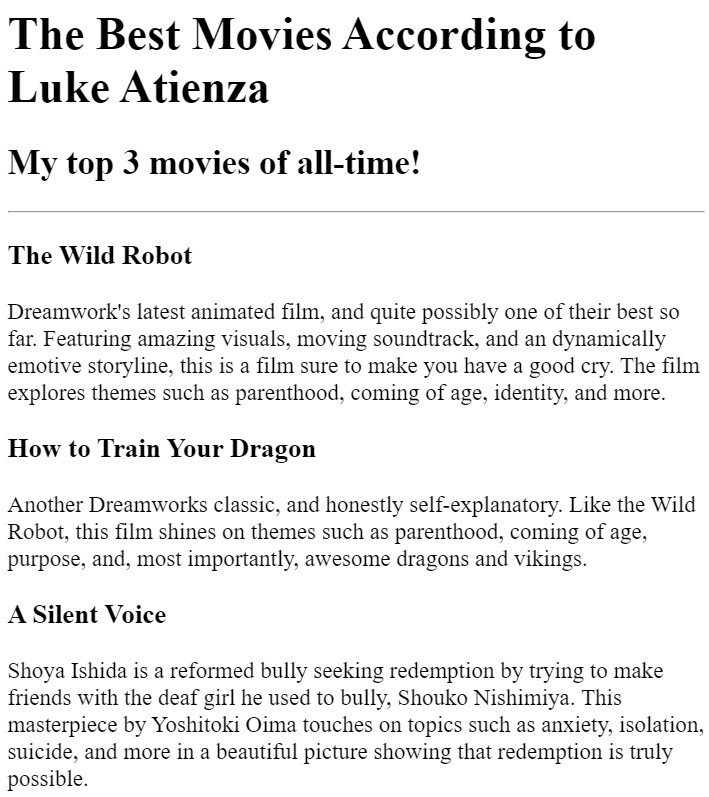 The Best Movies According to
Luke Atienza
My top 3 movies of all-time!
The Wild Robot
Dreamwork's latest animated film, and quite possibly one of their best so
far. Featuring amazing visuals, moving soundtrack, and an dynamically
emotive storyline, this is a film sure to make you have a good cry. The film
explores themes such as parenthood, coming of age, identity, and more.
How to Train Your Dragon
Another Dreamworks classic, and honestly self-explanatory. Like the Wild
Robot, this film shines on themes such as parenthood, coming of age,
purpose, and, most importantly, awesome dragons and vikings.
A Silent Voice
Shoya Ishida is a reformed bully seeking redemption by trying to make
friends with the deaf girl he used to bully, Shouko Nishimiya. This
masterpiece by Yoshitoki Oima touches on topics such as anxiety, isolation,
suicide, and more in a beautiful picture showing that redemption is truly
possible.